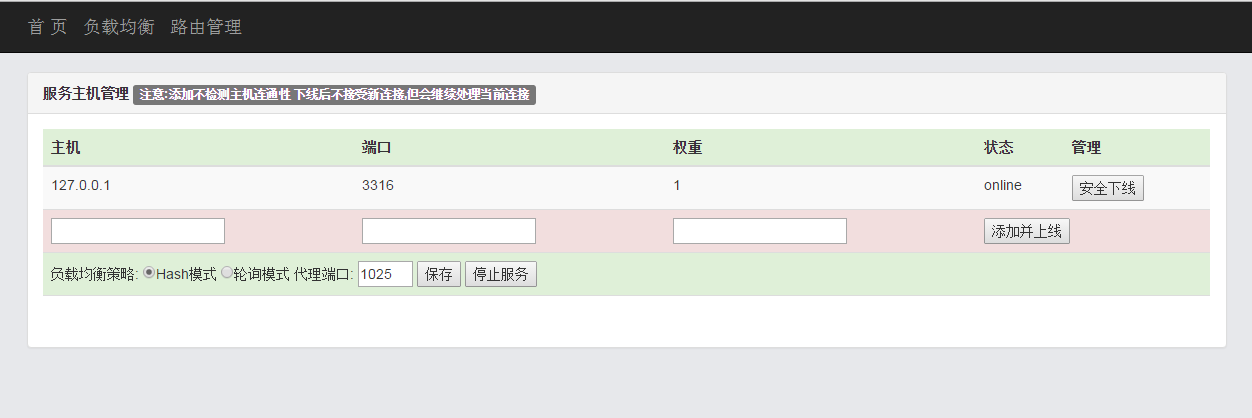 首 页 负载均衡 路由管理
服务主机管理 注意:添加不检测主机连通性 下线后不接受新连接,但会继续处理当前连接
主机 端口 权重 状态 管理
127.0.0.1 3316 1 online 安全下线
添加并上线
负载均衡策略: Hash模式 轮询模式 代理端口: 1025 保存 停止服务